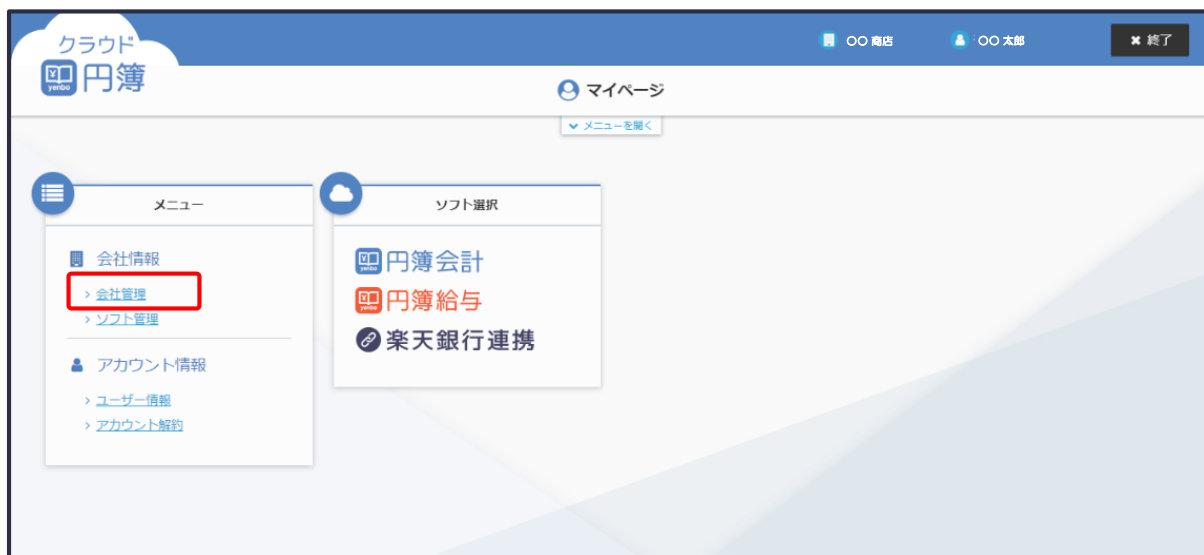 クラウド
円簿
yenbo
〇〇 商店
〇〇 太郎
✖ 終了
マイページ
メニューを開く
メニュー
会社情報
> 会社管理
> ソフト管理
アカウント情報
> ユーザー情報
> アカウント解約
ソフト選択
yenbo 円簿会計
yenbo 円簿給与
楽天銀行連携